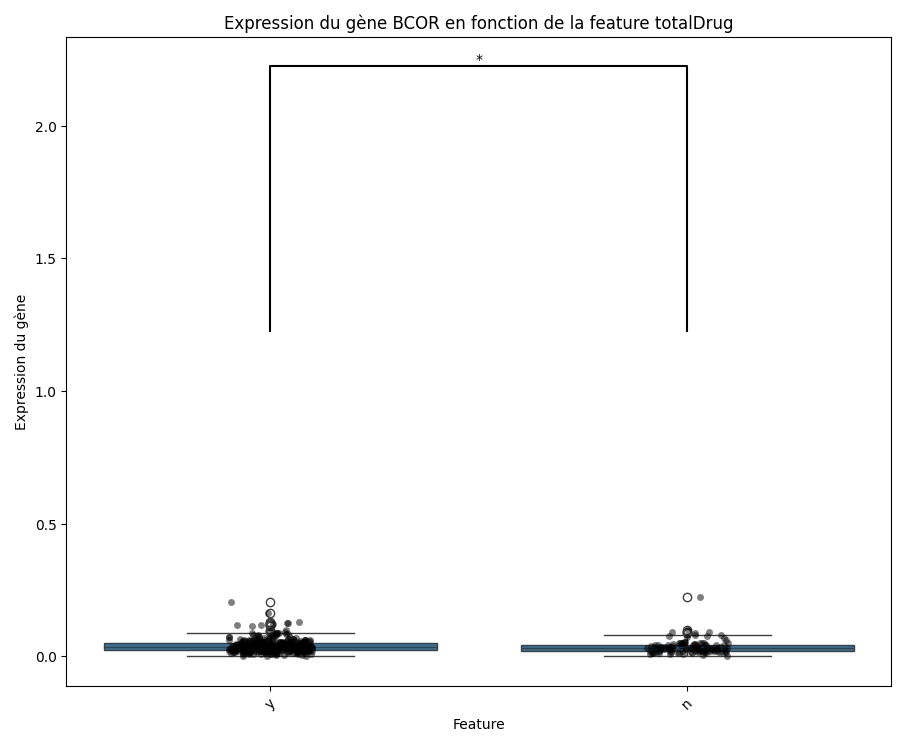 Expression du gène BCOR en fonction de la feature totalDrug
*
2.0
1.5
1.0
0.5
0.0
Expression du gène
y
n
Feature